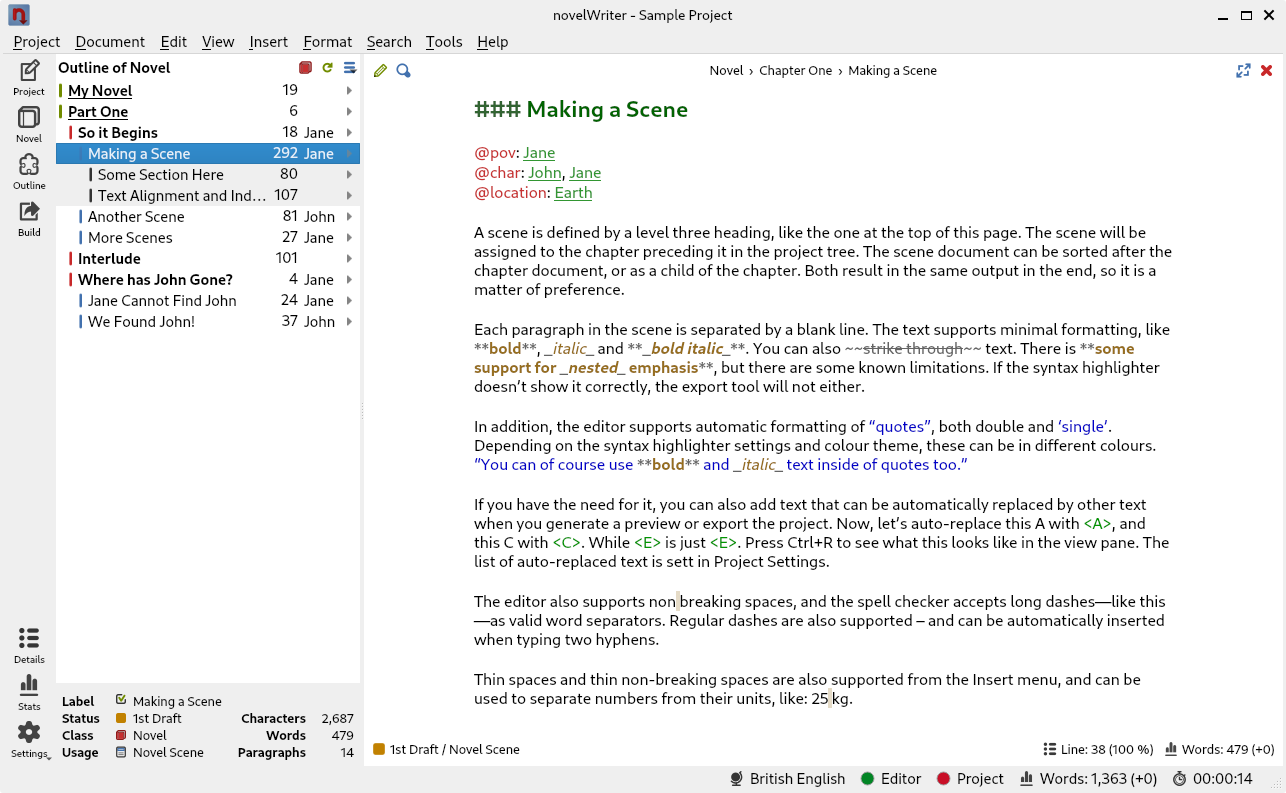 novelWriter - Sample Project
Project Document Edit View Insert Format Search Tools Help
Project
Novel
Outline
Build
Details
Stats
Settings
Outline of Novel
My Novel 19
Part One 6
So it Begins 18 Jane
Making a Scene 292 Jane
Some Section Here 80
Text Alignment and Ind… 107
Another Scene 81 John
More Scenes 27 Jane
Interlude 101
Where has John Gone? 4 Jane
Jane Cannot Find John 24 Jane
We Found John! 37 John
Label Making a Scene
Status 1st Draft Characters 2,687
Class Novel Words 479
Usage Novel Scene Paragraphs 14
Novel › Chapter One › Making a Scene
### Making a Scene
@pov: Jane
@char: John, Jane
@location: Earth
A scene is defined by a level three heading, like the one at the top of this page. The scene will be
assigned to the chapter preceding it in the project tree. The scene document can be sorted after the
chapter document, or as a child of the chapter. Both result in the same output in the end, so it is a
matter of preference.
Each paragraph in the scene is separated by a blank line. The text supports minimal formatting, like
**bold**, _italic_ and **_bold italic_**. You can also ~~strike through~~ text. There is **some
support for _nested_ emphasis**, but there are some known limitations. If the syntax highlighter
doesn’t show it correctly, the export tool will not either.
In addition, the editor supports automatic formatting of “quotes”, both double and ‘single’.
Depending on the syntax highlighter settings and colour theme, these can be in different colours.
“You can of course use **bold** and _italic_ text inside of quotes too.”
If you have the need for it, you can also add text that can be automatically replaced by other text
when you generate a preview or export the project. Now, let’s auto-replace this A with <A>, and
this C with <C>. While <E> is just <E>. Press Ctrl+R to see what this looks like in the view pane. The
list of auto-replaced text is sett in Project Settings.
The editor also supports non breaking spaces, and the spell checker accepts long dashes—like this
—as valid word separators. Regular dashes are also supported – and can be automatically inserted
when typing two hyphens.
Thin spaces and thin non-breaking spaces are also supported from the Insert menu, and can be
used to separate numbers from their units, like: 25 kg.
1st Draft / Novel Scene Line: 38 (100 %) Words: 479 (+0)
British English Editor Project Words: 1,363 (+0) 00:00:14